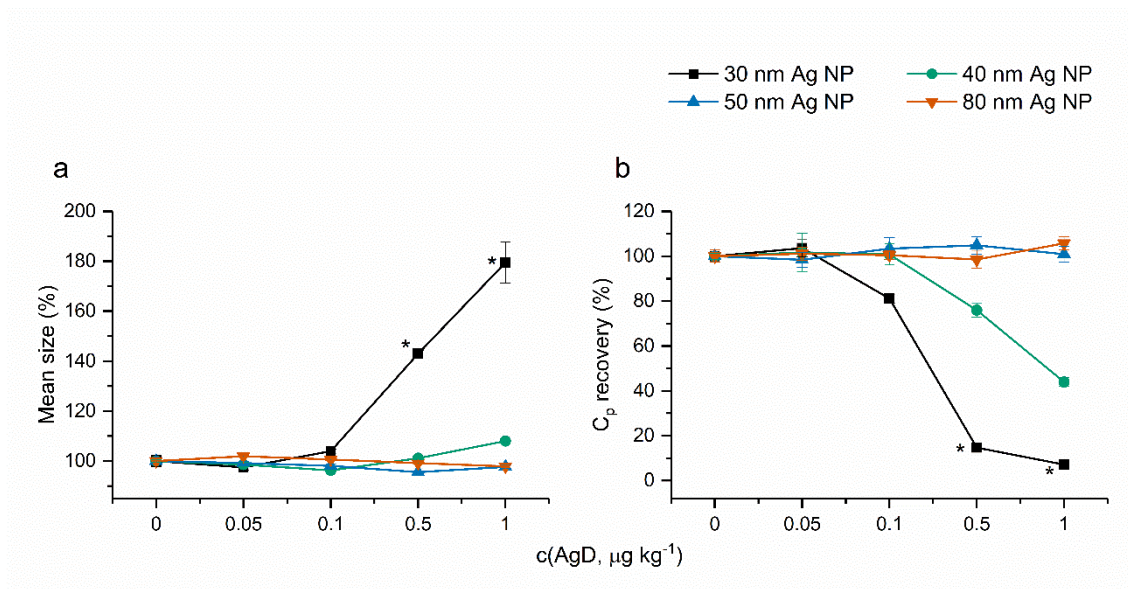 30 nm Ag NP 40 nm Ag NP
50 nm Ag NP 80 nm Ag NP
a
b
Mean size (%)
200
180
160
140
120
100
*
*
0 0.05 0.1 0.5 1
Cp recovery (%)
120
100
80
60
40
20
0
*
*
0 0.05 0.1 0.5 1
c(AgD, µg kg⁻¹)